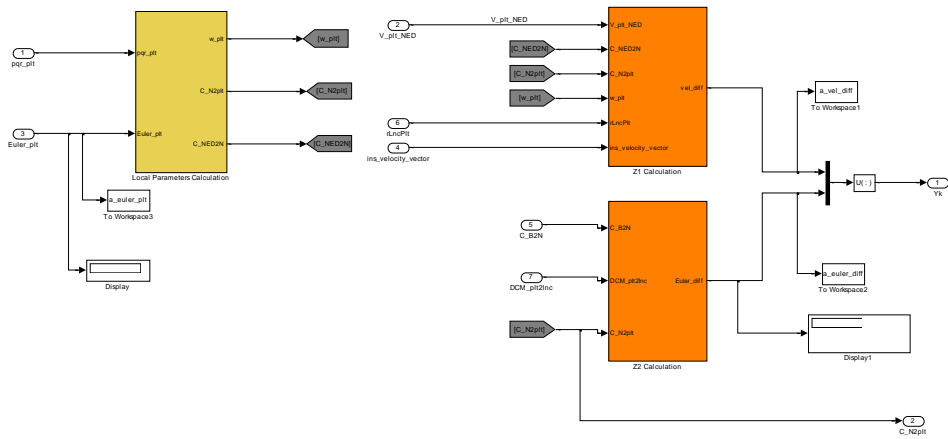 1
pqr_plt
3
Euler_plt
pqr_plt
Euler_plt
w_plt
C_N2plt
C_NED2N
Local Parameters Calculation
[w_plt]
[C_N2plt]
[C_NED2N]
a_euler_plt
To Workspace3
Display
2
V_plt_NED
V_plt_NED
[C_NED2N]
[C_N2plt]
[w_plt]
6
rLncPlt
4
ins_velocity_vector
V_plt_NED
C_NED2N
C_N2plt
w_plt
rLncPlt
ins_velocity_vector
vel_diff
Z1 Calculation
a_vel_diff
To Workspace1
U( : )
1
Yk
5
C_B2N
7
DCM_plt2lnc
[C_N2plt]
C_B2N
DCM_plt2lnc
C_N2plt
Euler_diff
Z2 Calculation
a_euler_diff
To Workspace2
Display1
2
C_N2plt